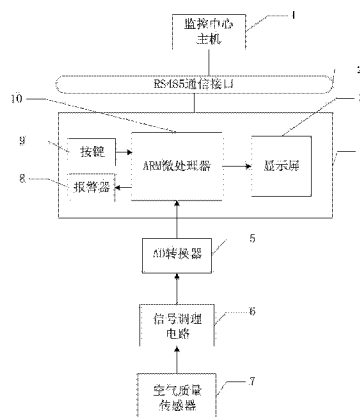 监控中心
主机
1
2
RS485通信接口
10
9
按键
ARM微处理器
显示屏
8
报警器
AD转换器
5
信号调理
电路
6
空气质量
传感器
7